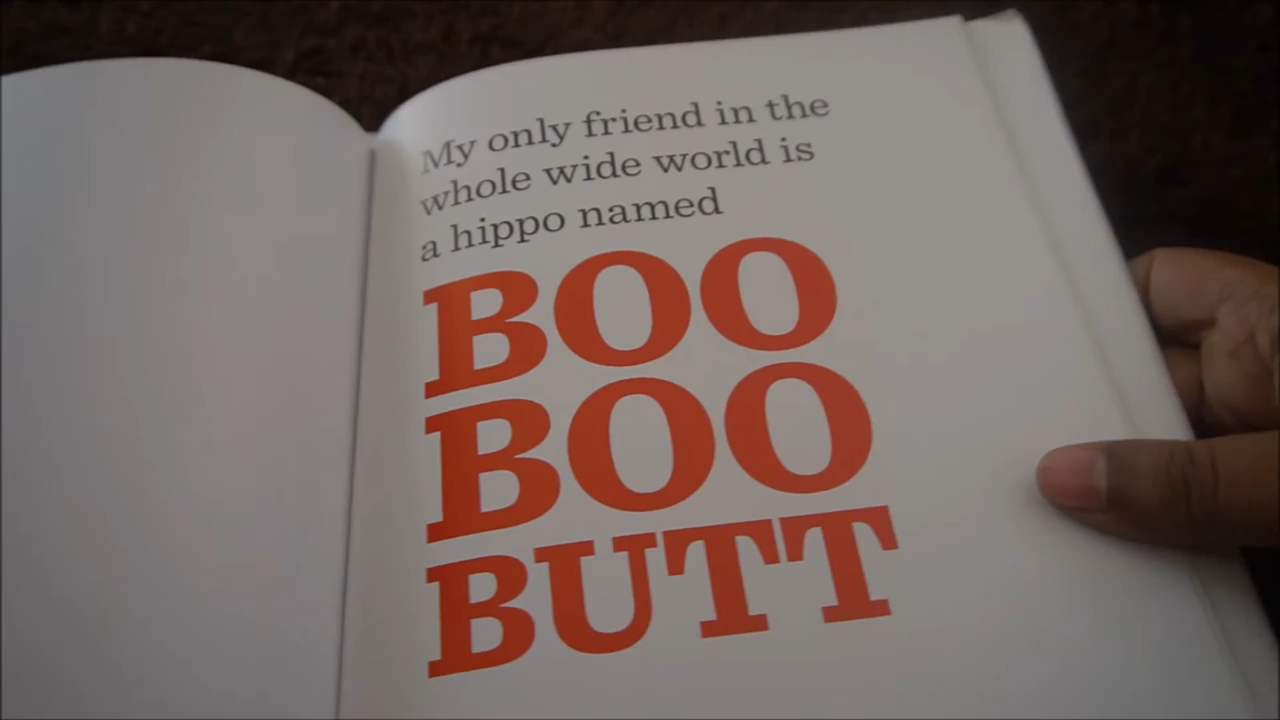 My only friend in the
whole wide world is
a hippo named
BOO
BOO
BUTT